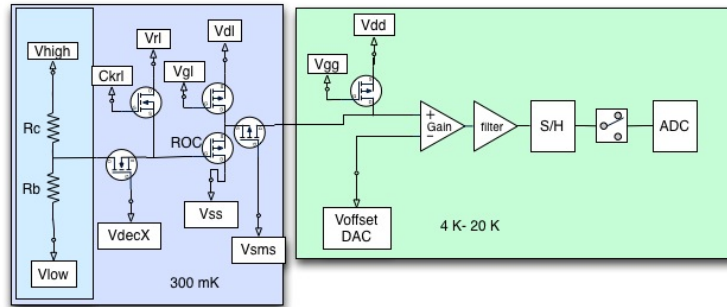 Vhigh
Vrl
Vdl
Ckrl
Vgl
Rc
ROC
Rb
Vss
VdecX
Vsms
Vlow
300 mK
Vdd
Vgg
+
−
Gain
filter
S/H
ADC
Voffset
DAC
4 K- 20 K